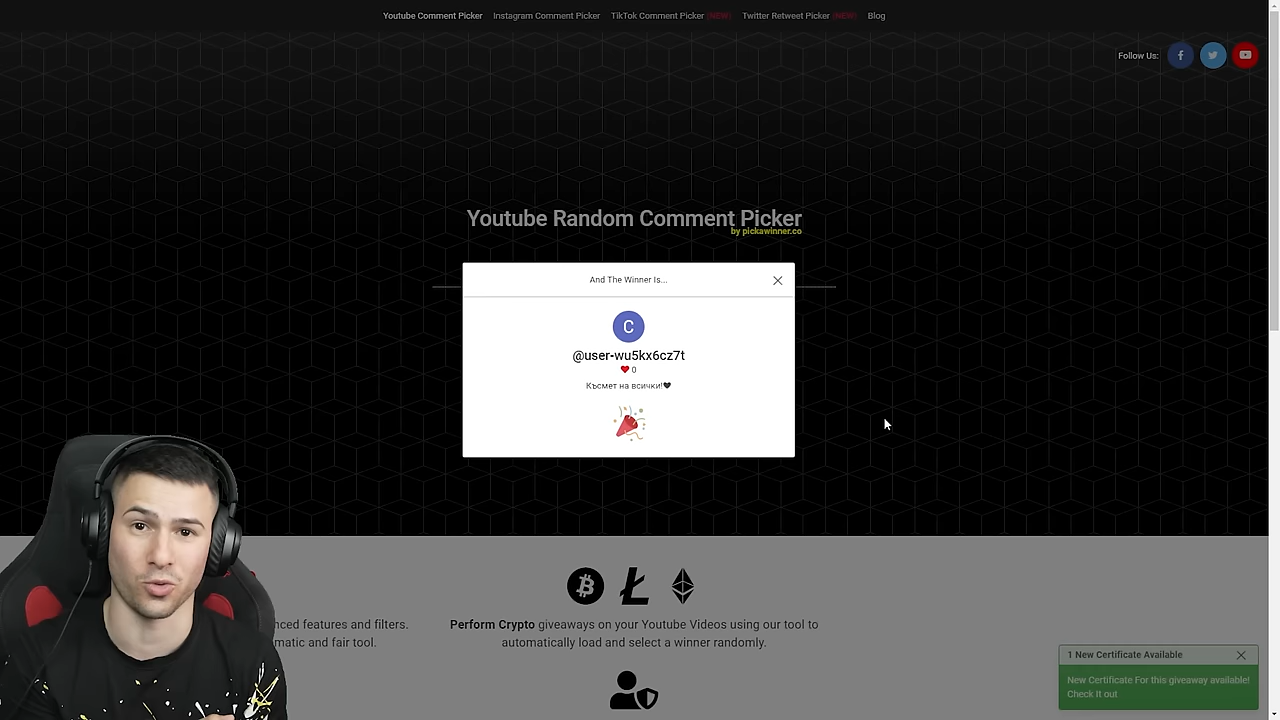 Youtube Comment Picker Instagram Comment Picker TikTok Comment Picker (NEW) Twitter Retweet Picker (NEW) Blog
Follow Us:
Youtube Random Comment Picker
by pickawinner.co
And The Winner Is...
C
@user-wu5kx6cz7t
0
Късмет на всички!🖤
nced features and filters.
matic and fair tool.
Perform Crypto giveaways on your Youtube Videos using our tool to
automatically load and select a winner randomly.
1 New Certificate Available
New Certificate For this giveaway available!
Check It out